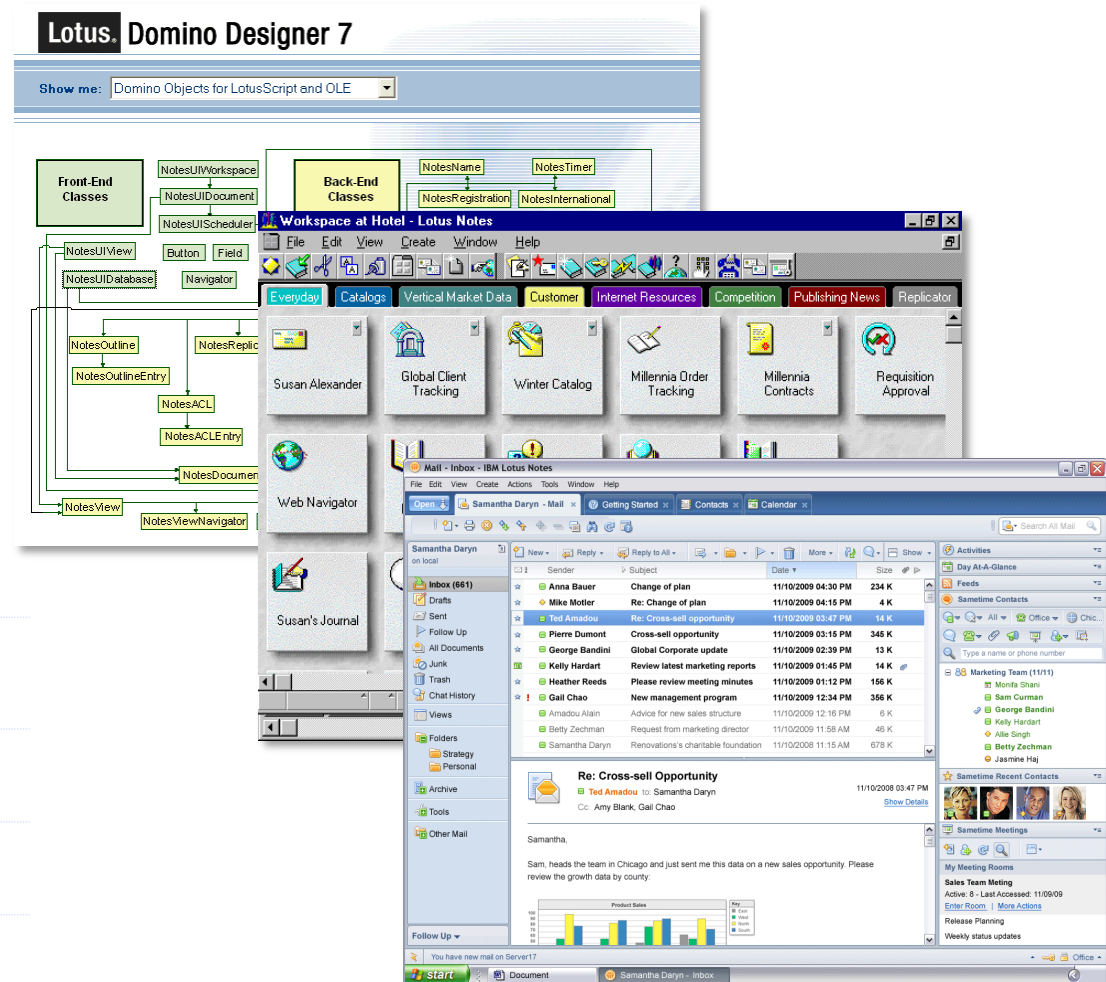 Lotus. Domino Designer 7
Show me: Domino Objects for LotusScript and OLE
Front-End
Classes
NotesUIWorkspace
NotesUIDocument
NotesUIScheduler
NotesUIView
Button
Field
NotesUIDatabase
Navigator
Back-End
Classes
NotesName
NotesTimer
NotesRegistration
NotesInternational
NotesOutline
NotesReplic
NotesOutlineEntry
NotesACL
NotesACLEntry
NotesDocumen
NotesView
NotesViewNavigator
Workspace at Hotel - Lotus Notes
File Edit View Create Window Help
Everyday Catalogs Vertical Market Data Customer Internet Resources Competition Publishing News Replicator
Susan Alexander
Global Client
Tracking
Winter Catalog
Millennia Order
Tracking
Millennia
Contracts
Requisition
Approval
Web Navigator
Susan's Journal
Mail - Inbox - IBM Lotus Notes
File Edit View Create Actions Tools Window Help
Open Samantha Daryn - Mail Getting Started Contacts Calendar
Search All Mail
Samantha Daryn
on local
Inbox (661)
Drafts
Sent
Follow Up
All Documents
Junk
Trash
Chat History
Views
Folders
Strategy
Personal
Archive
Tools
Other Mail
Follow Up
New Reply Reply to All More Show
Sender Subject Date Size
Anna Bauer Change of plan 11/10/2009 04:30 PM 234 K
Mike Motler Re: Change of plan 11/10/2009 04:15 PM 4 K
Ted Amadou Re: Cross-sell opportunity 11/10/2009 03:47 PM 14 K
Pierre Dumont Cross-sell opportunity 11/10/2009 03:15 PM 345 K
George Bandini Global Corporate update 11/10/2009 02:39 PM 13 K
Kelly Hardart Review latest marketing reports 11/10/2009 01:45 PM 14 K
Heather Reeds Please review meeting minutes 11/10/2009 01:12 PM 156 K
! Gail Chao New management program 11/10/2009 12:34 PM 356 K
Amadou Alain Advice for new sales structure 11/10/2009 12:16 PM 6 K
Betty Zechman Request from marketing director 11/10/2009 11:58 AM 46 K
Samantha Daryn Renovations's charitable foundation 11/10/2008 11:15 AM 678 K
Re: Cross-sell Opportunity
Ted Amadou to: Samantha Daryn
Cc: Amy Blank, Gail Chao
11/10/2008 03:47 PM
Show Details
Samantha,
Sam, heads the team in Chicago and just sent me this data on a new sales opportunity. Please
review the growth data by county:
Product Sales
100
90
80
70
60
50
Key
East
West
North
South
Activities
Day At-A-Glance
Feeds
Sametime Contacts
All Office Chic...
Type a name or phone number
Marketing Team (11/11)
Monifa Shani
Sam Curman
George Bandini
Kelly Hardart
Allie Singh
Betty Zechman
Jasmine Haj
Sametime Recent Contacts
Sametime Meetings
My Meeting Rooms
Sales Team Meting
Active: 8 - Last Accessed: 11/09/09
Enter Room | More Actions
Release Planning
Weekly status updates
You have new mail on Server17
Office
start Document Samantha Daryn - Inbox